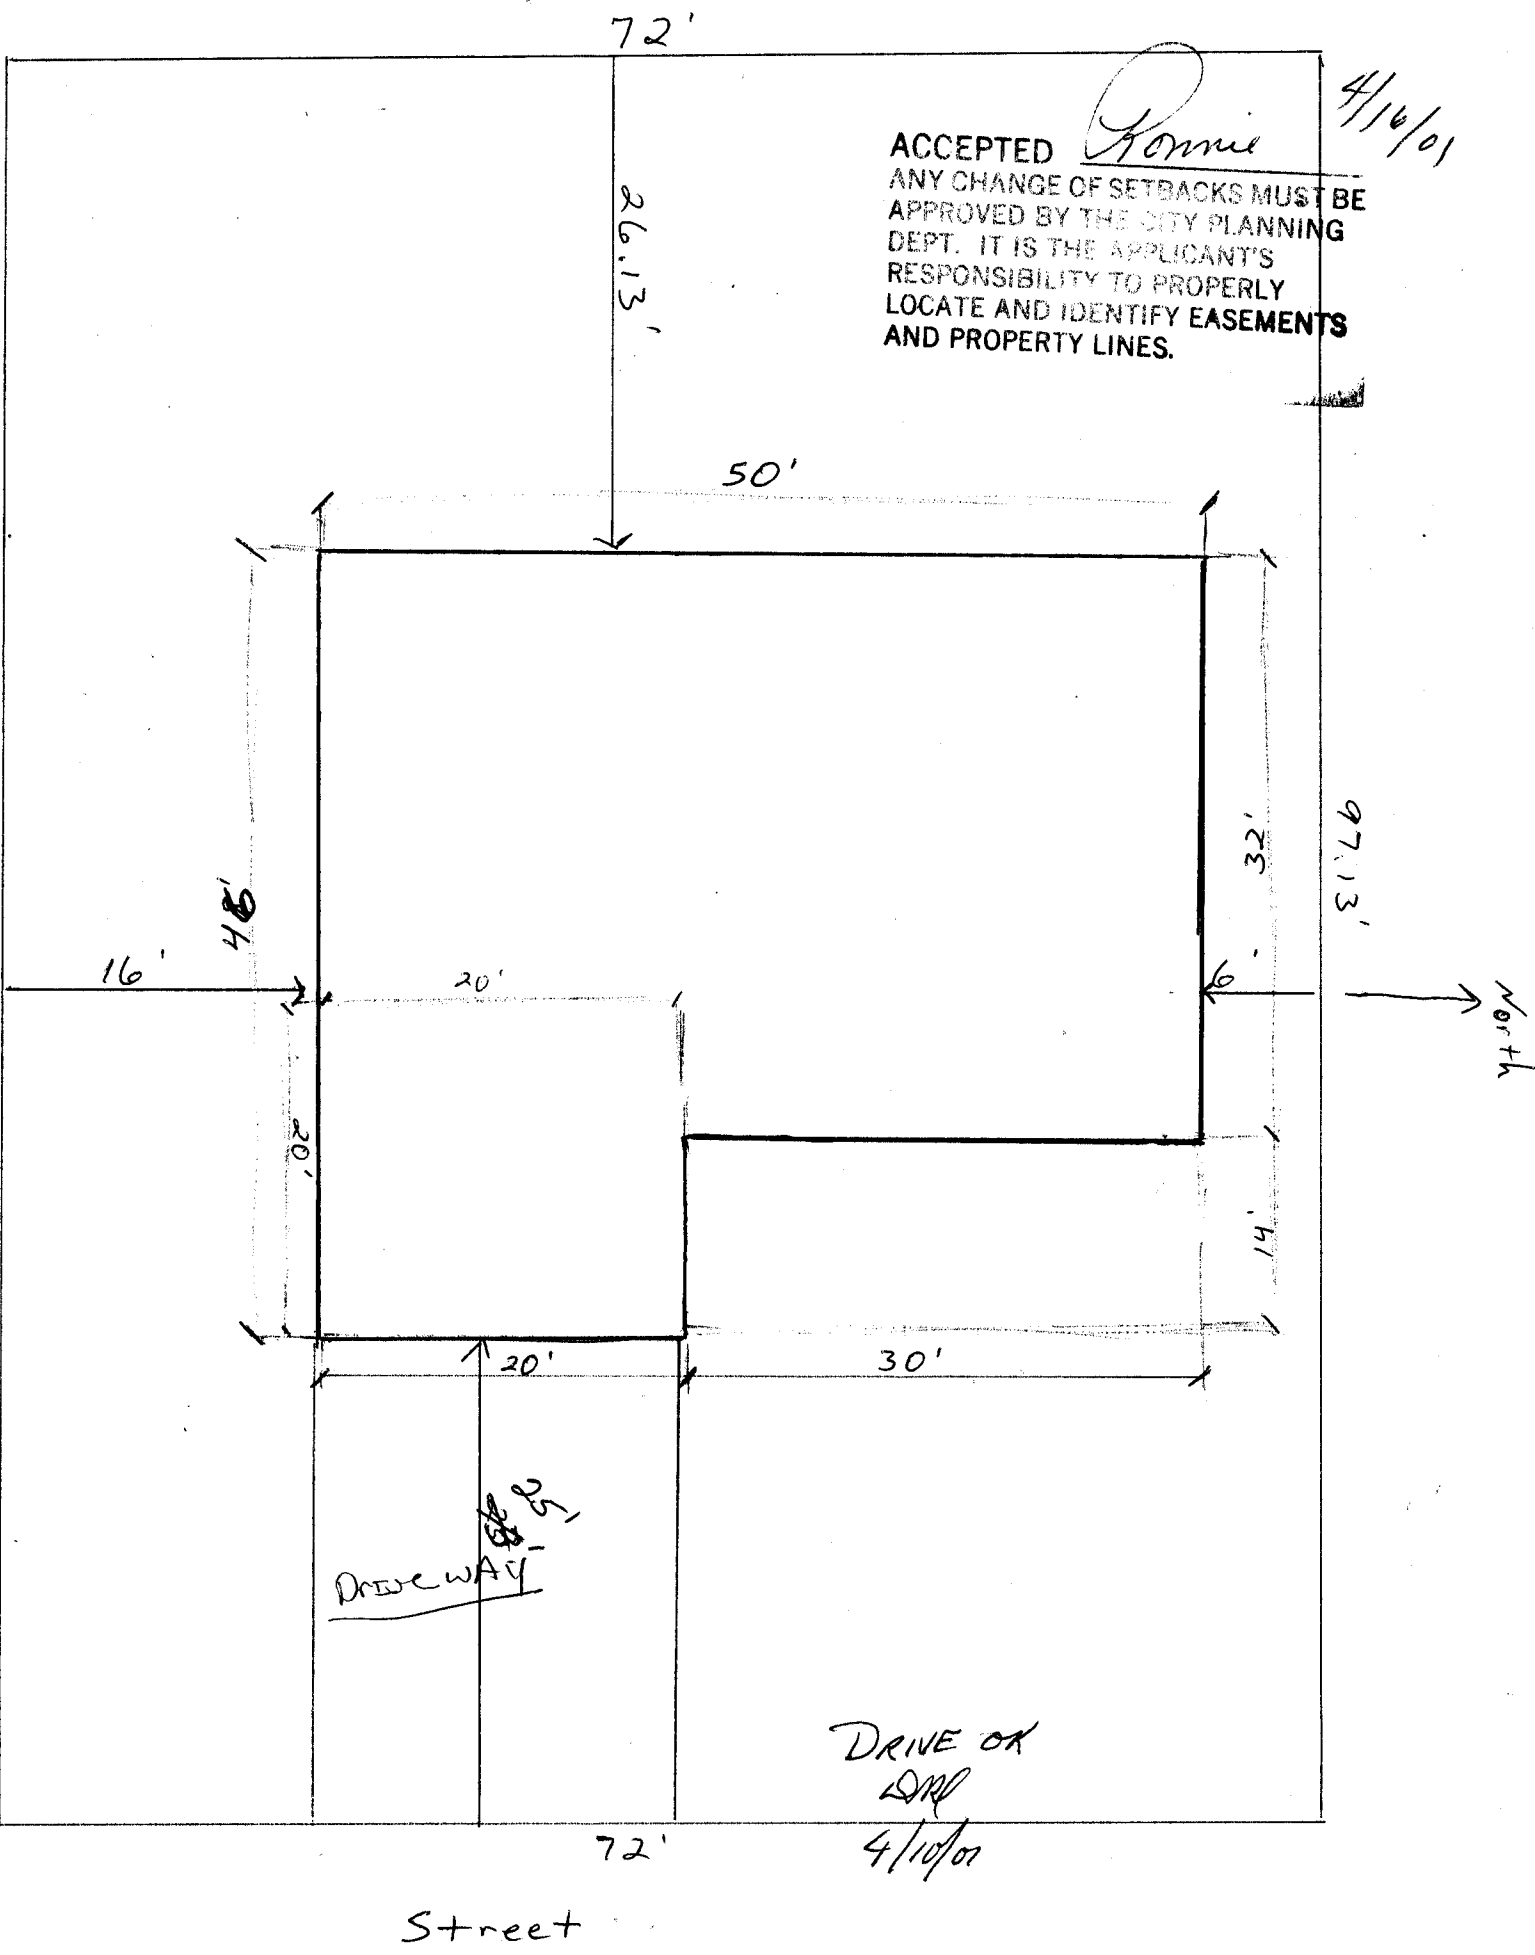 72'
4/16/01
ACCEPTED Ronnie
ANY CHANGE OF SETBACKS MUST BE
APPROVED BY THE CITY PLANNING
DEPT. IT IS THE APPLICANT'S
RESPONSIBILITY TO PROPERLY
LOCATE AND IDENTIFY EASEMENTS
AND PROPERTY LINES.
26.13'
50'
32'
97.13'
16'
20'
6'
North
20'
14'
20'
30'
25'
DRIVEWAY
DRIVE OK
72'
4/10/01
Street